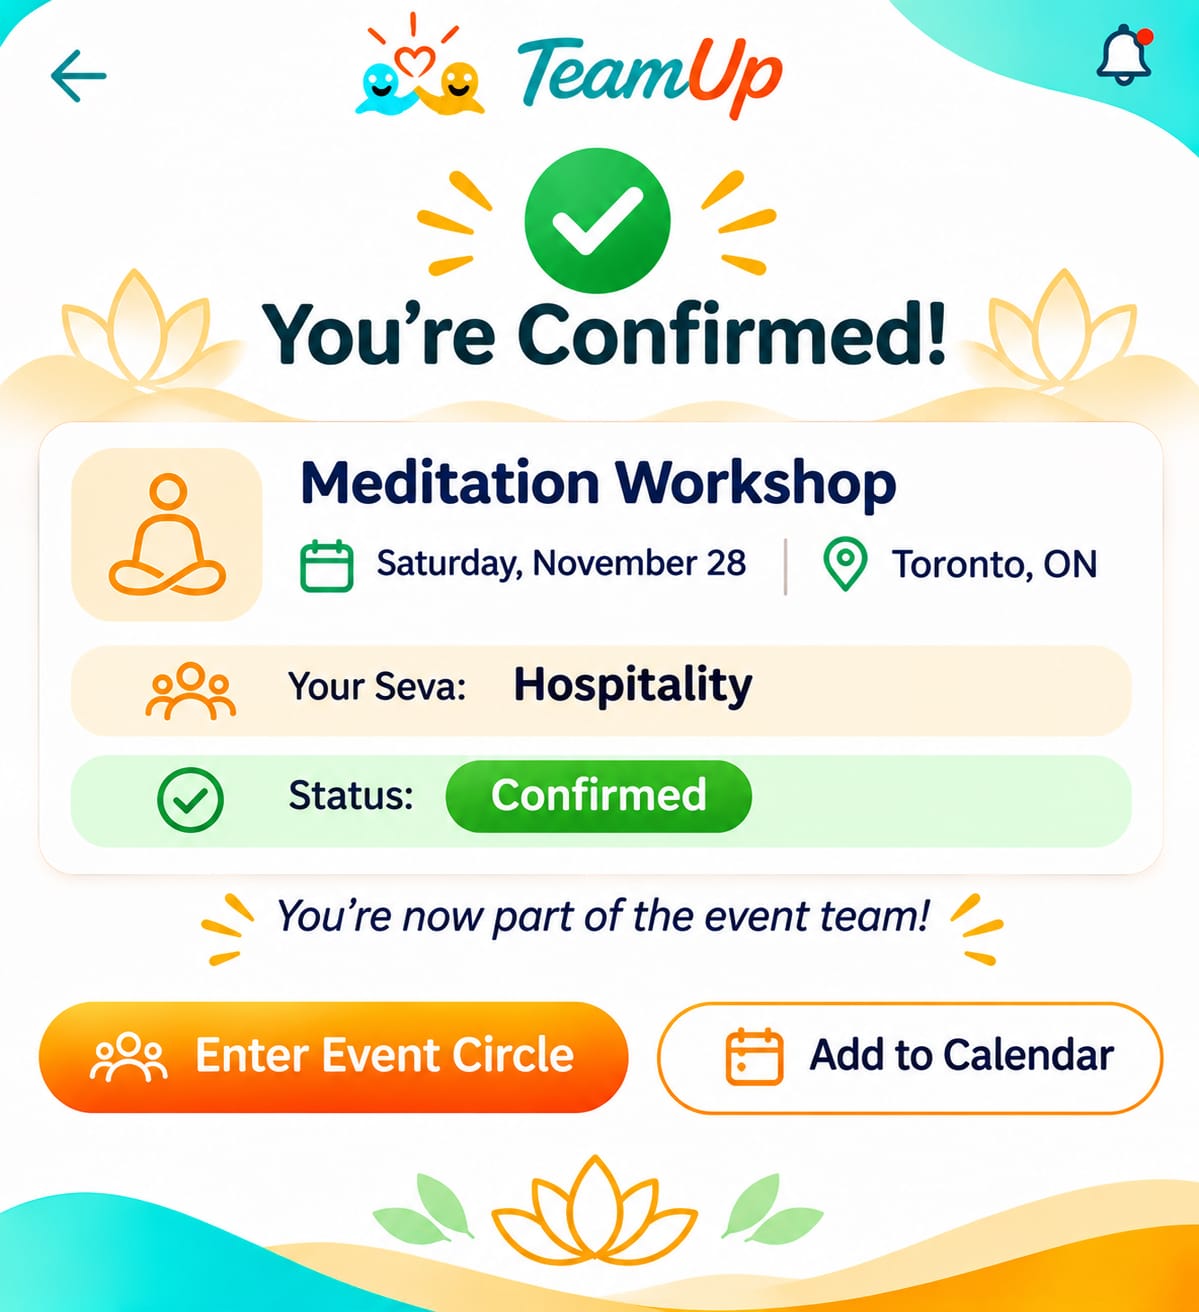 TeamUp
You’re Confirmed!
Meditation Workshop
Saturday, November 28
Toronto, ON
Your Seva: Hospitality
Status: Confirmed
You’re now part of the event team!
Enter Event Circle
Add to Calendar